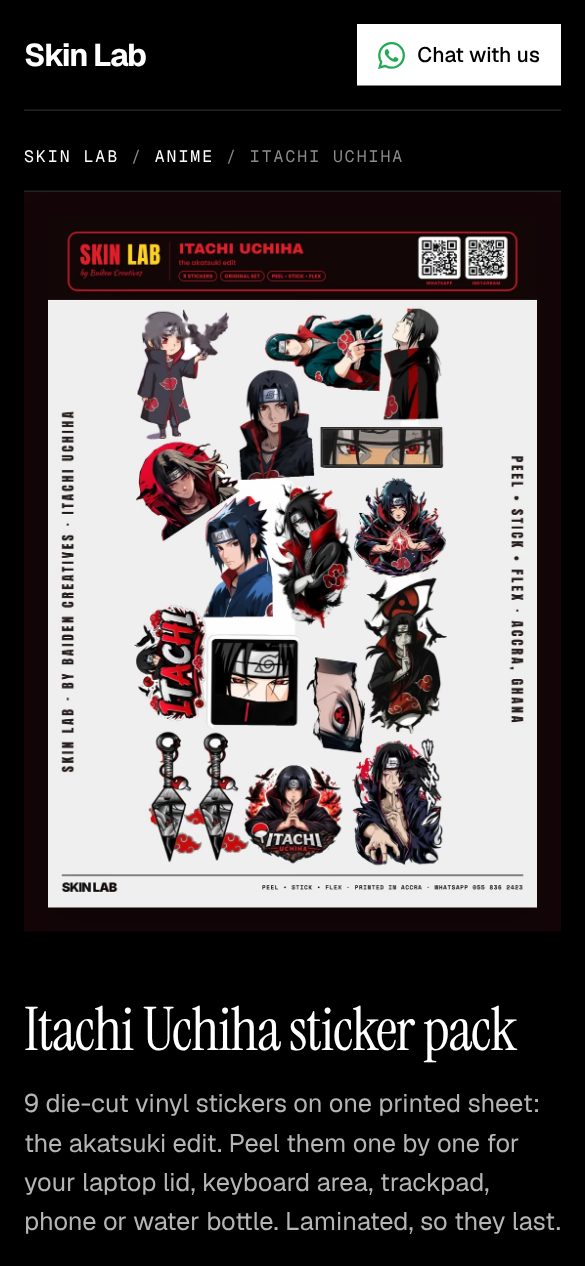 Skin Lab
Chat with us
SKIN LAB / ANIME / ITACHI UCHIHA
SKIN LAB
by Baiden Creatives
ITACHI UCHIHA
the akatsuki edit
9 STICKERS
ORIGINAL SET
PEEL • STICK • FLEX
WHATSAPP
INSTAGRAM
SKIN LAB · BY BAIDEN CREATIVES · ITACHI UCHIHA
PEEL • STICK • FLEX · ACCRA, GHANA
ITACHI
ITACHI
UCHIHA
SKIN LAB
PEEL • STICK • FLEX · PRINTED IN ACCRA · WHATSAPP 055 836 2423
Itachi Uchiha sticker pack
9 die-cut vinyl stickers on one printed sheet:
the akatsuki edit. Peel them one by one for
your laptop lid, keyboard area, trackpad,
phone or water bottle. Laminated, so they last.